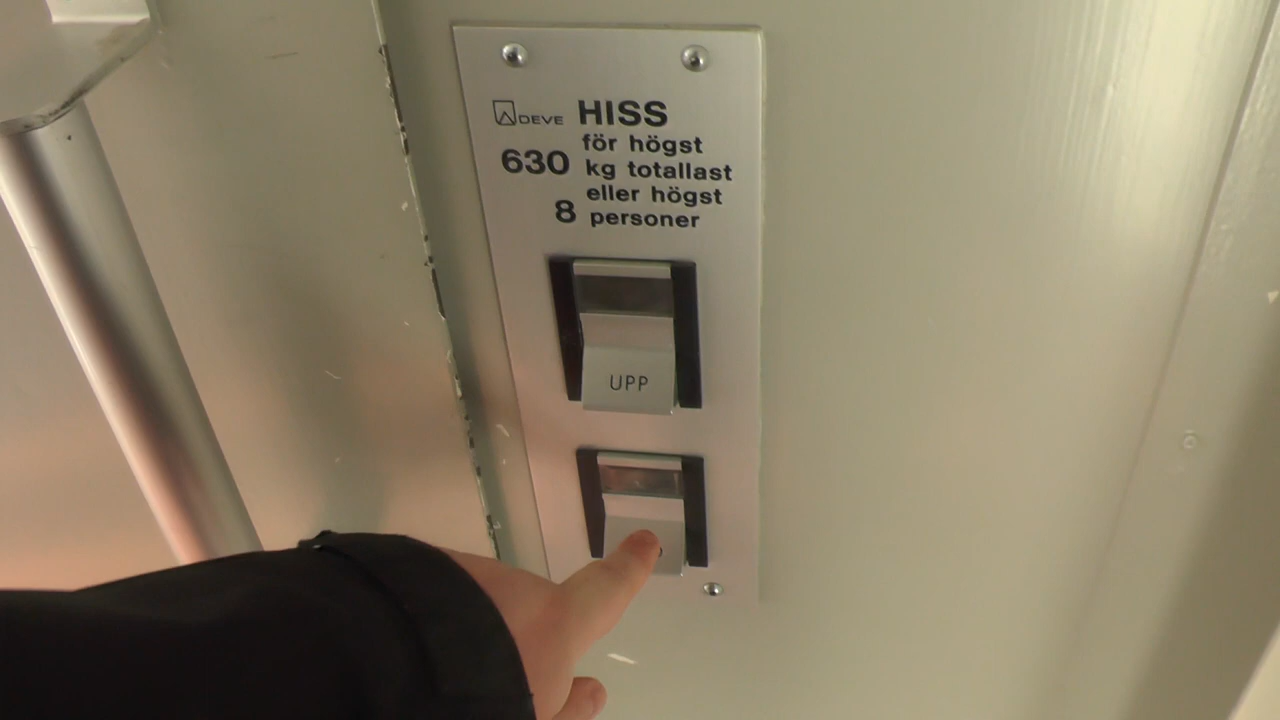 DEVE HISS
för högst
630 kg totallast
eller högst
8 personer
UPP